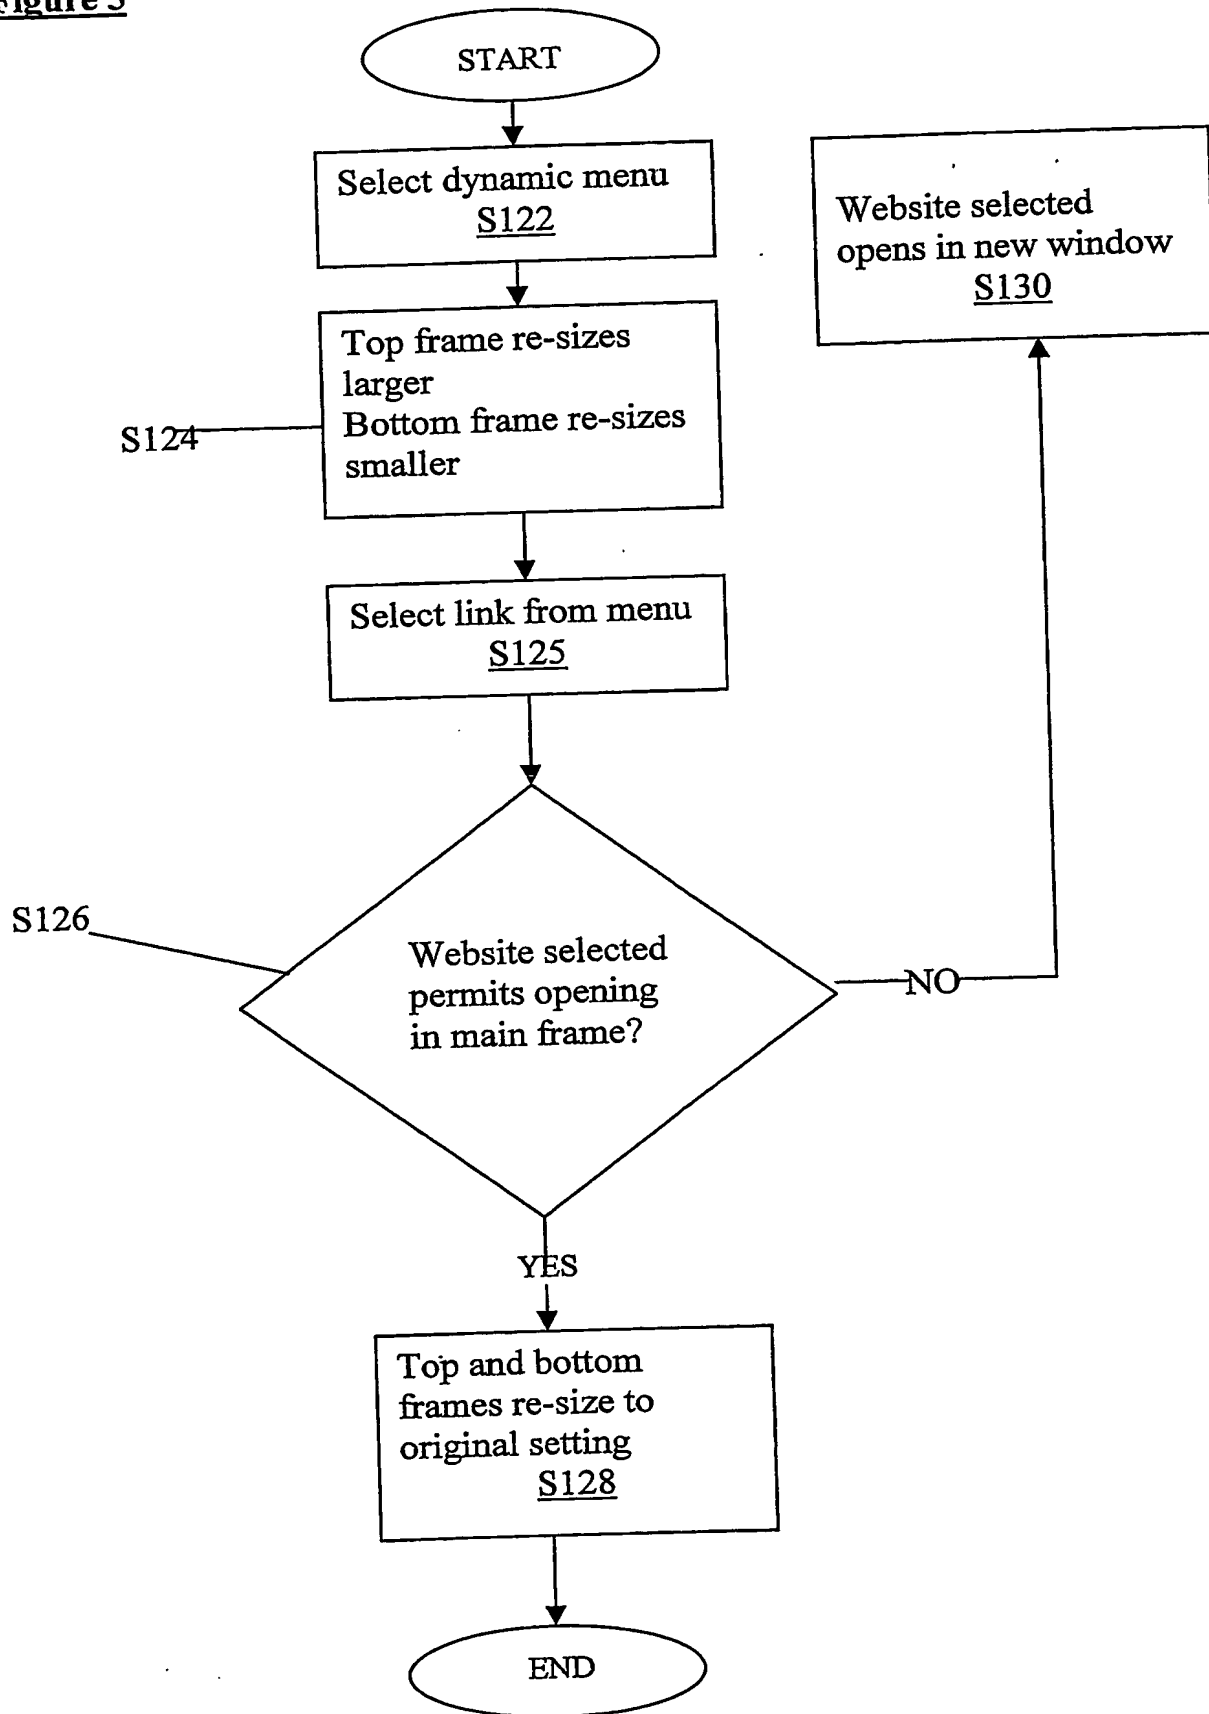 Figure 3
START
Select dynamic menu
S122
Website selected
opens in new window
S130
Top frame re-sizes
larger
Bottom frame re-sizes
smaller
S124
Select link from menu
S125
S126
Website selected
permits opening
in main frame?
NO
YES
Top and bottom
frames re-size to
original setting
S128
END